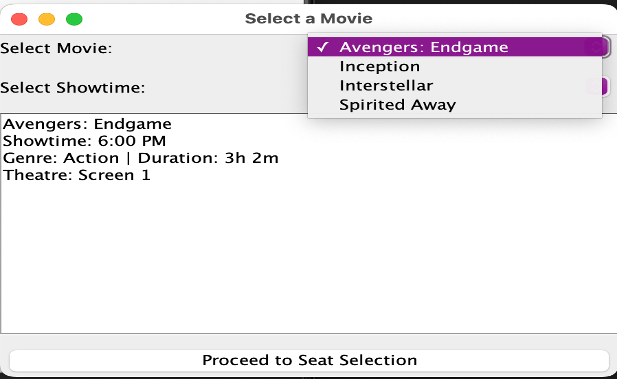 Select a Movie
Select Movie:
✓ Avengers: Endgame
Inception
Interstellar
Spirited Away
Select Showtime:
Avengers: Endgame
Showtime: 6:00 PM
Genre: Action | Duration: 3h 2m
Theatre: Screen 1
Proceed to Seat Selection